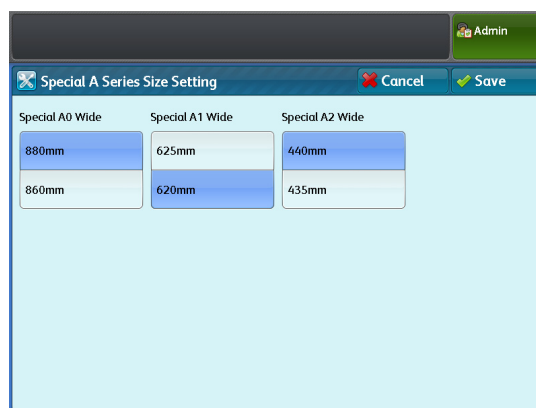 Admin
Special A Series Size Setting Cancel Save
Special A0 Wide Special A1 Wide Special A2 Wide
880mm 625mm 440mm
860mm 620mm 435mm